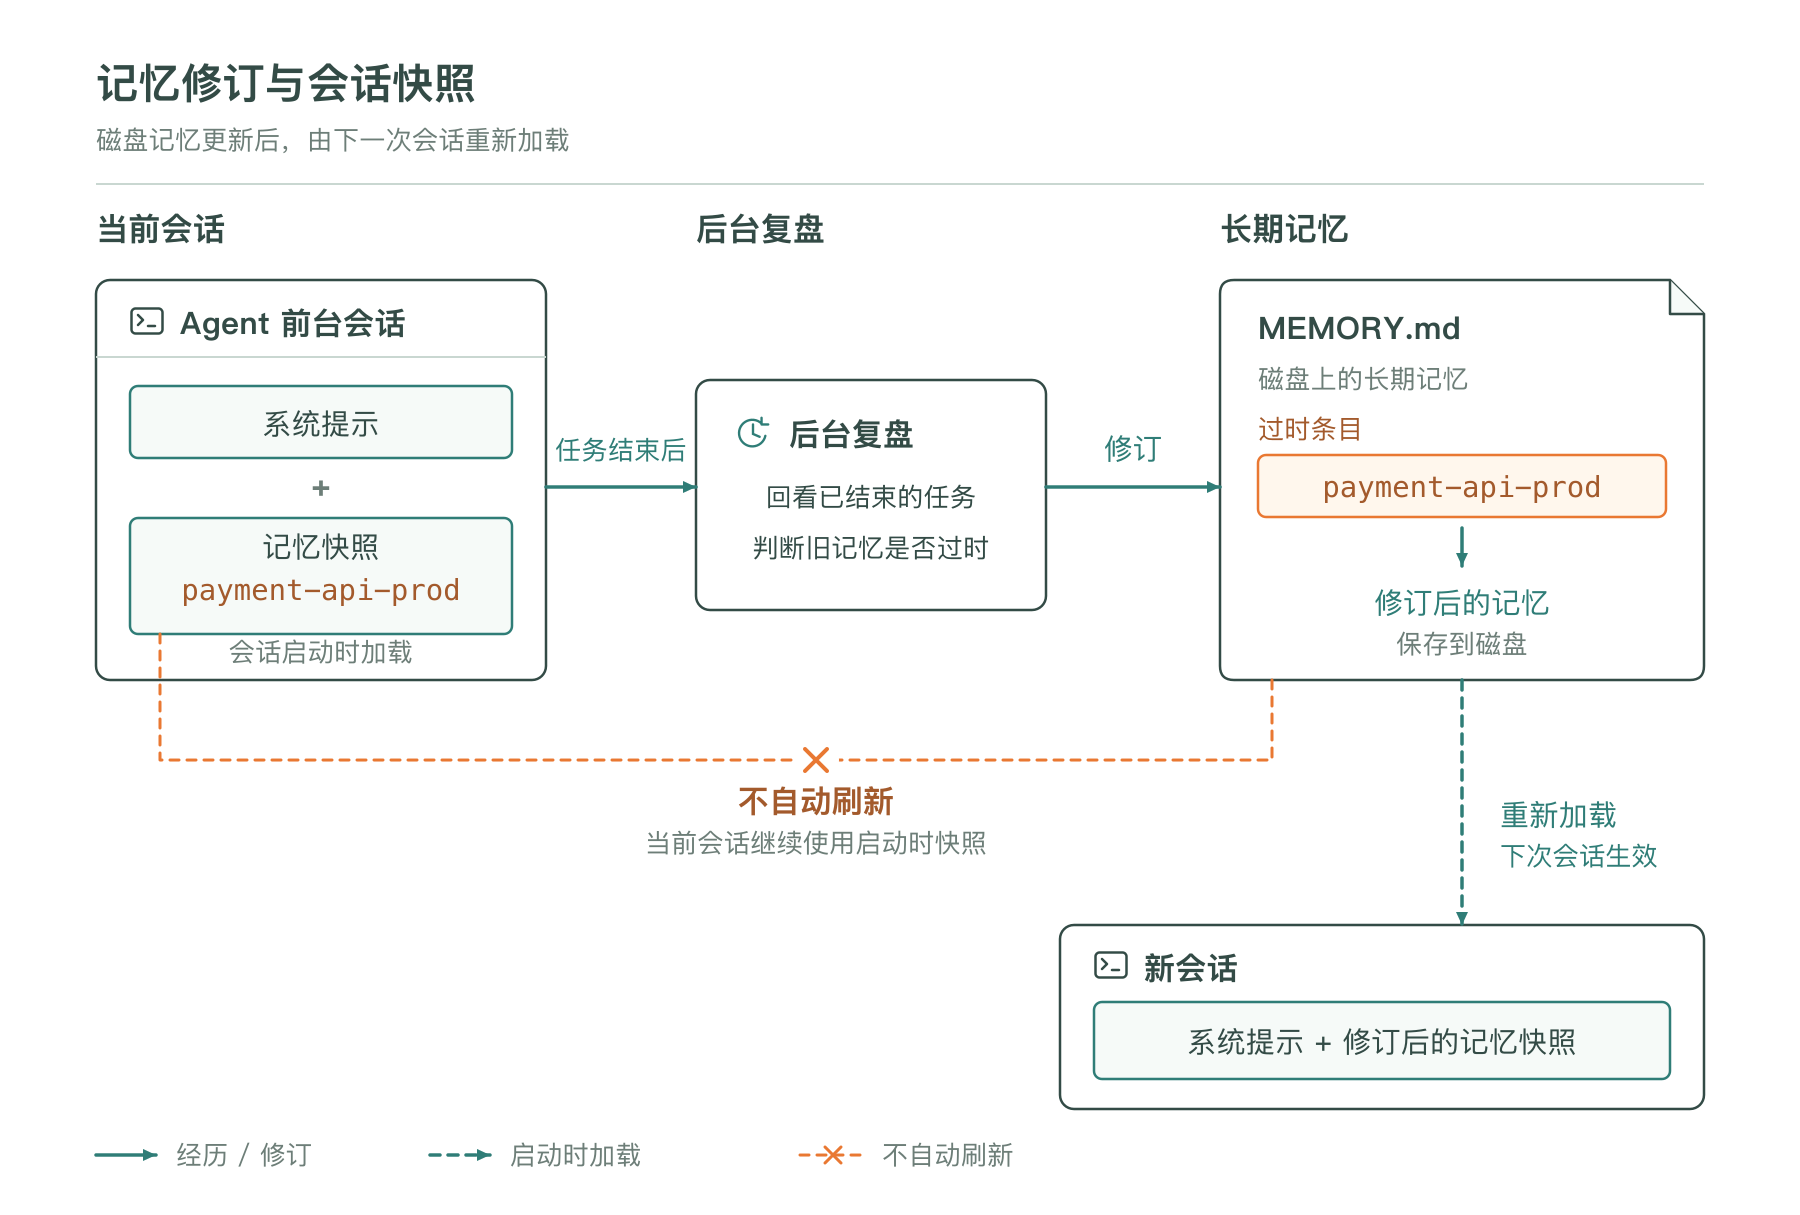 记忆修订与会话快照
磁盘记忆更新后，由下一次会话重新加载
当前会话
后台复盘
长期记忆
Agent 前台会话
系统提示
+
记忆快照
payment-api-prod
会话启动时加载
任务结束后
后台复盘
回看已结束的任务
判断旧记忆是否过时
修订
MEMORY.md
磁盘上的长期记忆
过时条目
payment-api-prod
修订后的记忆
保存到磁盘
不自动刷新
当前会话继续使用启动时快照
重新加载
下次会话生效
新会话
系统提示 + 修订后的记忆快照
经历 / 修订
启动时加载
不自动刷新